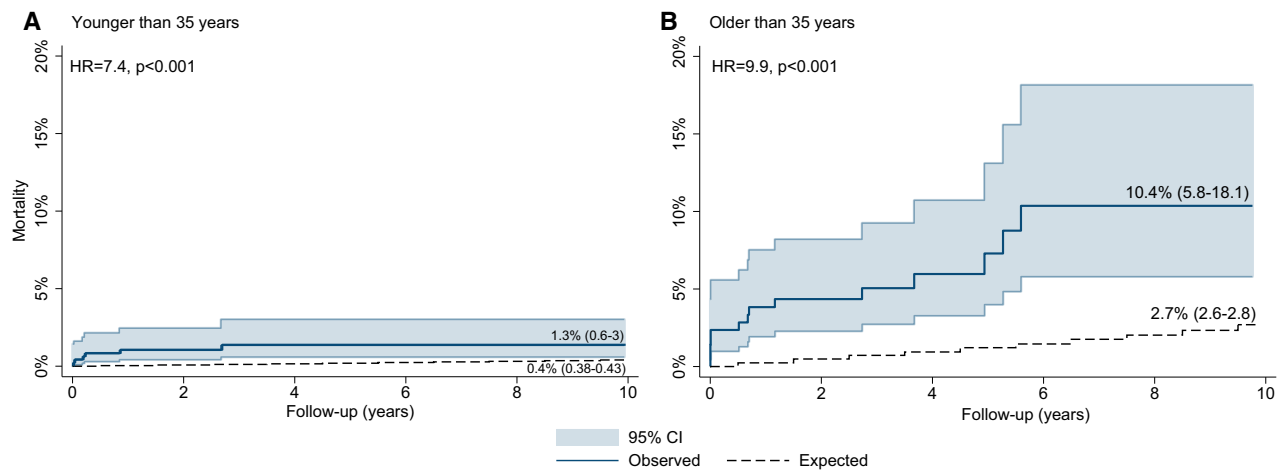 A Younger than 35 years
HR=7.4, p<0.001
Mortality
20%
15%
10%
5%
0%
1.3% (0.6-3)
0.4% (0.38-0.43)
0 2 4 6 8 10
Follow-up (years)
B Older than 35 years
HR=9.9, p<0.001
20%
15%
10%
5%
0%
10.4% (5.8-18.1)
2.7% (2.6-2.8)
0 2 4 6 8 10
Follow-up (years)
95% CI
Observed Expected